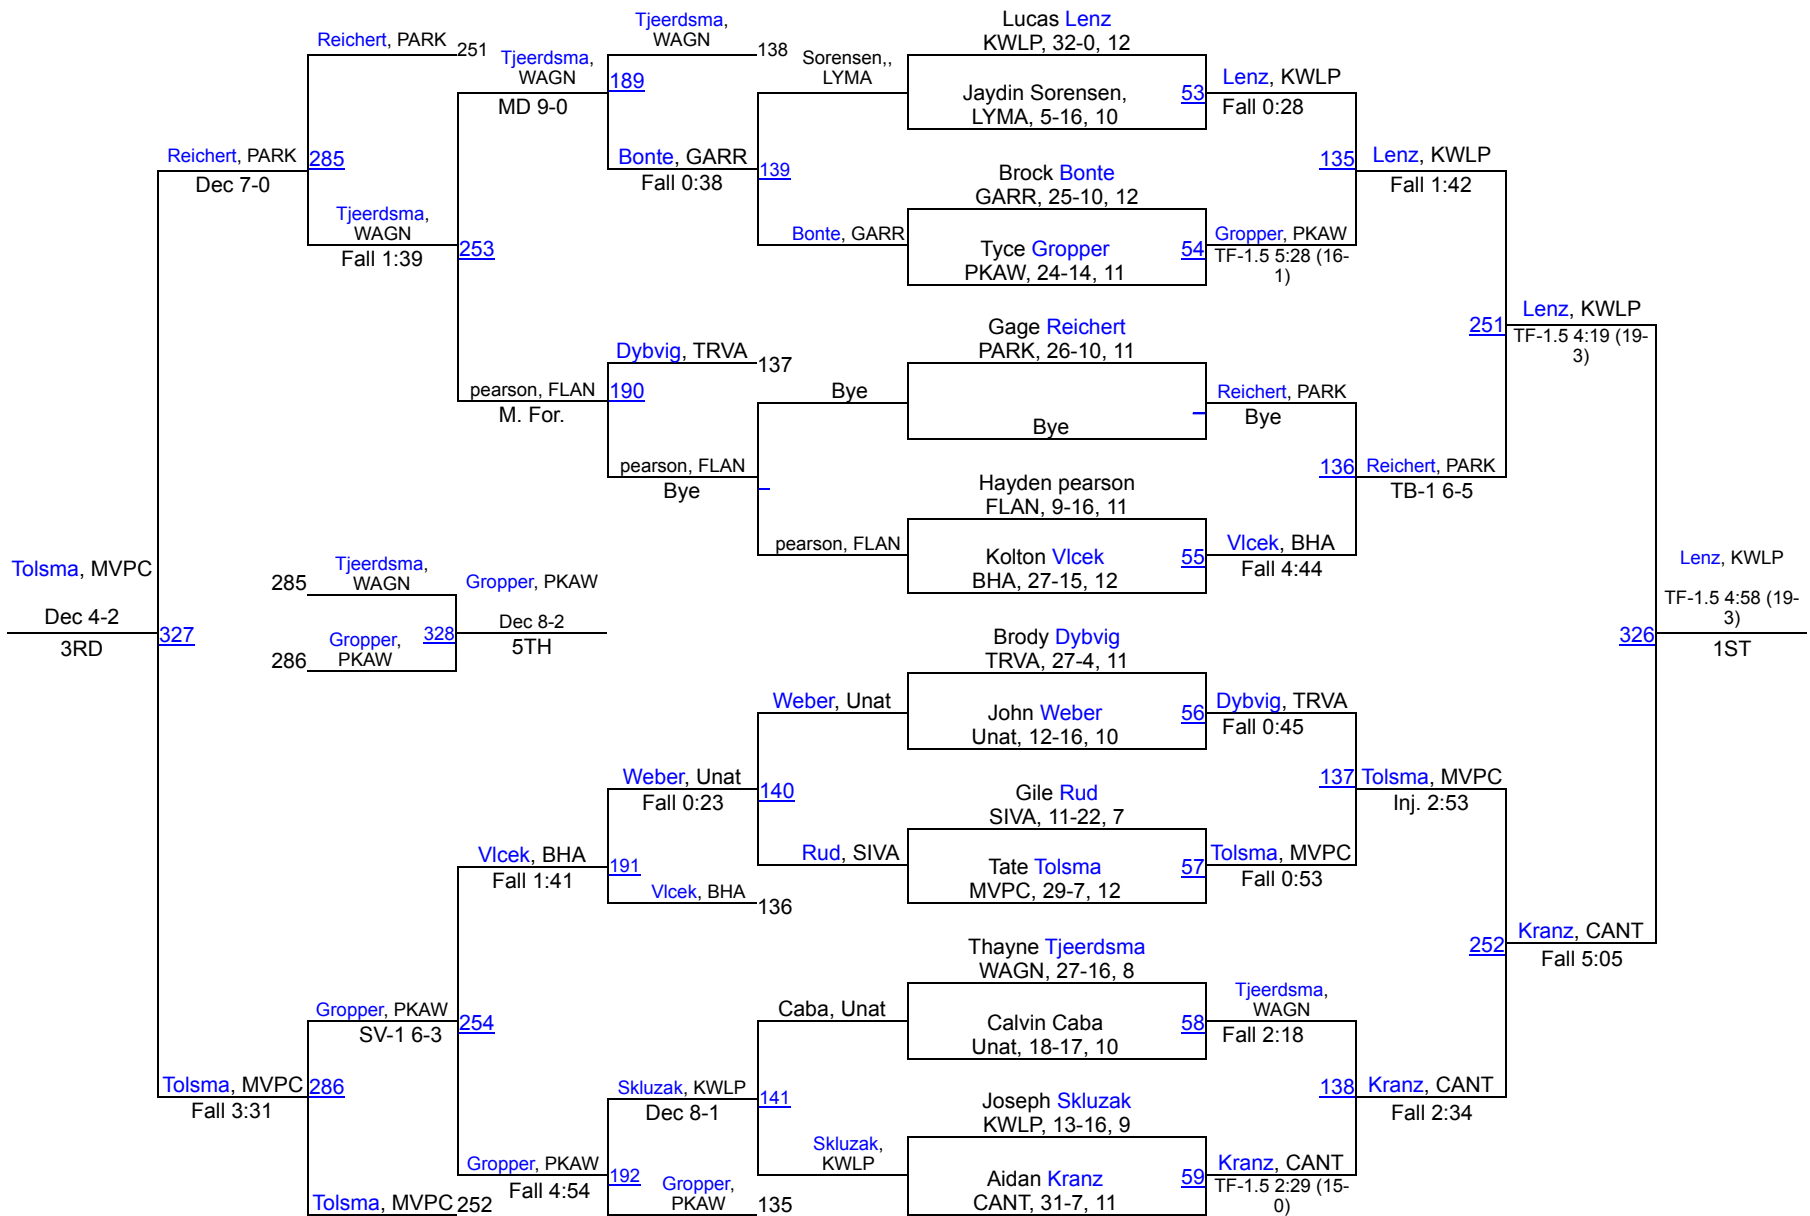 Reichert, PARK
251
Tjeerdsma,
WAGN
MD 9-0
Tjeerdsma,
WAGN
138
189
Sorensen,,
LYMA
Lucas Lenz
KWLP, 32-0, 12
Jaydin Sorensen,
LYMA, 5-16, 10
53
Lenz, KWLP
Fall 0:28
Reichert, PARK
Dec 7-0
285
Bonte, GARR
Fall 0:38
139
Brock Bonte
GARR, 25-10, 12
135
Lenz, KWLP
Fall 1:42
Tjeerdsma,
WAGN
Fall 1:39
253
Bonte, GARR
Tyce Gropper
PKAW, 24-14, 11
54
Gropper, PKAW
TF-1.5 5:28 (16-
1)
251
Lenz, KWLP
TF-1.5 4:19 (19-
3)
Dybvig, TRVA
137
Gage Reichert
PARK, 26-10, 11
pearson, FLAN
M. For.
190
Bye
Bye
Reichert, PARK
Bye
pearson, FLAN
Bye
Hayden pearson
FLAN, 9-16, 11
136
Reichert, PARK
TB-1 6-5
pearson, FLAN
Kolton Vlcek
BHA, 27-15, 12
55
Vlcek, BHA
Fall 4:44
Tolsma, MVPC
Dec 4-2
3RD
327
285
Tjeerdsma,
WAGN
286
Gropper,
PKAW
328
Gropper, PKAW
Dec 8-2
5TH
Lenz, KWLP
TF-1.5 4:58 (19-
3)
326
1ST
Brody Dybvig
TRVA, 27-4, 11
Weber, Unat
John Weber
Unat, 12-16, 10
56
Dybvig, TRVA
Fall 0:45
Weber, Unat
Fall 0:23
140
Gile Rud
SIVA, 11-22, 7
137
Tolsma, MVPC
Inj. 2:53
Vlcek, BHA
Fall 1:41
191
Vlcek, BHA
136
Rud, SIVA
Tate Tolsma
MVPC, 29-7, 12
57
Tolsma, MVPC
Fall 0:53
252
Kranz, CANT
Fall 5:05
Thayne Tjeerdsma
WAGN, 27-16, 8
Gropper, PKAW
SV-1 6-3
254
Caba, Unat
Calvin Caba
Unat, 18-17, 10
58
Tjeerdsma,
WAGN
Fall 2:18
Tolsma, MVPC
Fall 3:31
286
Skluzak, KWLP
Dec 8-1
141
Joseph Skluzak
KWLP, 13-16, 9
138
Kranz, CANT
Fall 2:34
Tolsma, MVPC
252
Gropper, PKAW
Fall 4:54
192
Gropper,
PKAW
135
Skluzak,
KWLP
Aidan Kranz
CANT, 31-7, 11
59
Kranz, CANT
TF-1.5 2:29 (15-
0)